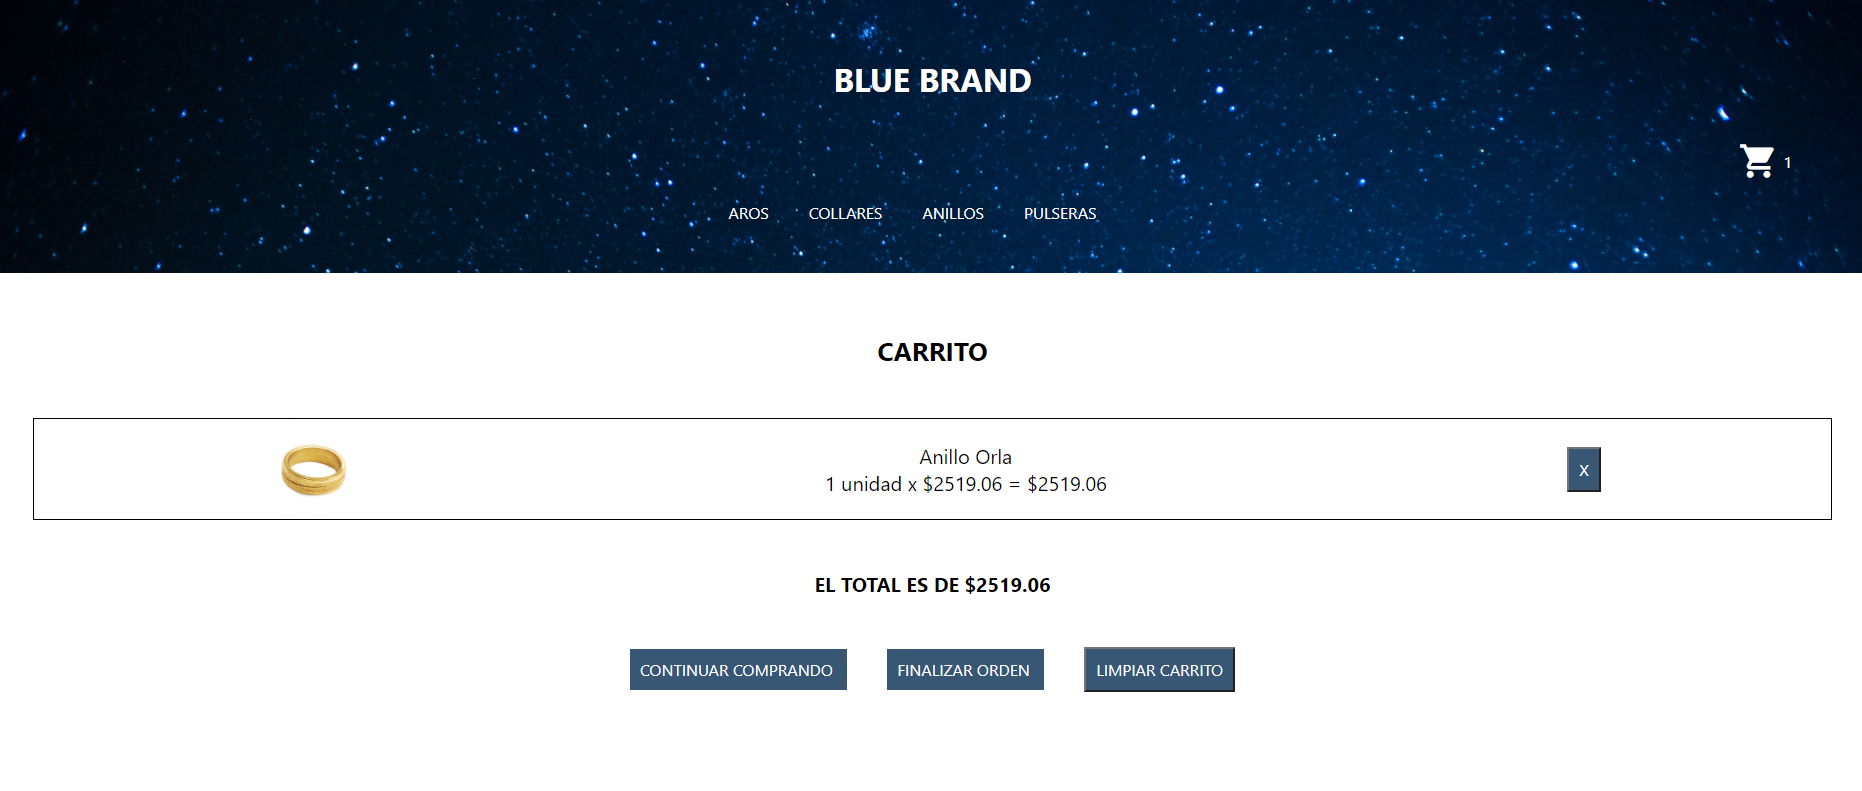 BLUE BRAND
1
AROS COLLARES ANILLOS PULSERAS
CARRITO
Anillo Orla
1 unidad x $2519.06 = $2519.06
X
EL TOTAL ES DE $2519.06
CONTINUAR COMPRANDO FINALIZAR ORDEN LIMPIAR CARRITO